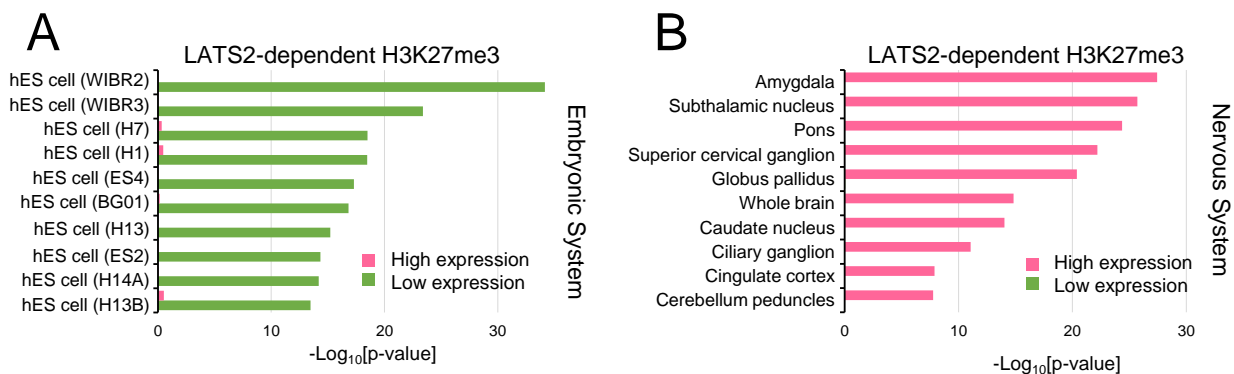 A
LATS2-dependent H3K27me3
hES cell (WIBR2)
hES cell (WIBR3)
hES cell (H7)
hES cell (H1)
hES cell (ES4)
hES cell (BG01)
hES cell (H13)
hES cell (ES2)
hES cell (H14A)
hES cell (H13B)
High expression
Low expression
0 10 20 30
-Log10[p-value]
Embryonic System
B
LATS2-dependent H3K27me3
Amygdala
Subthalamic nucleus
Pons
Superior cervical ganglion
Globus pallidus
Whole brain
Caudate nucleus
Ciliary ganglion
Cingulate cortex
Cerebellum peduncles
High expression
Low expression
0 10 20 30
-Log10[p-value]
Nervous System